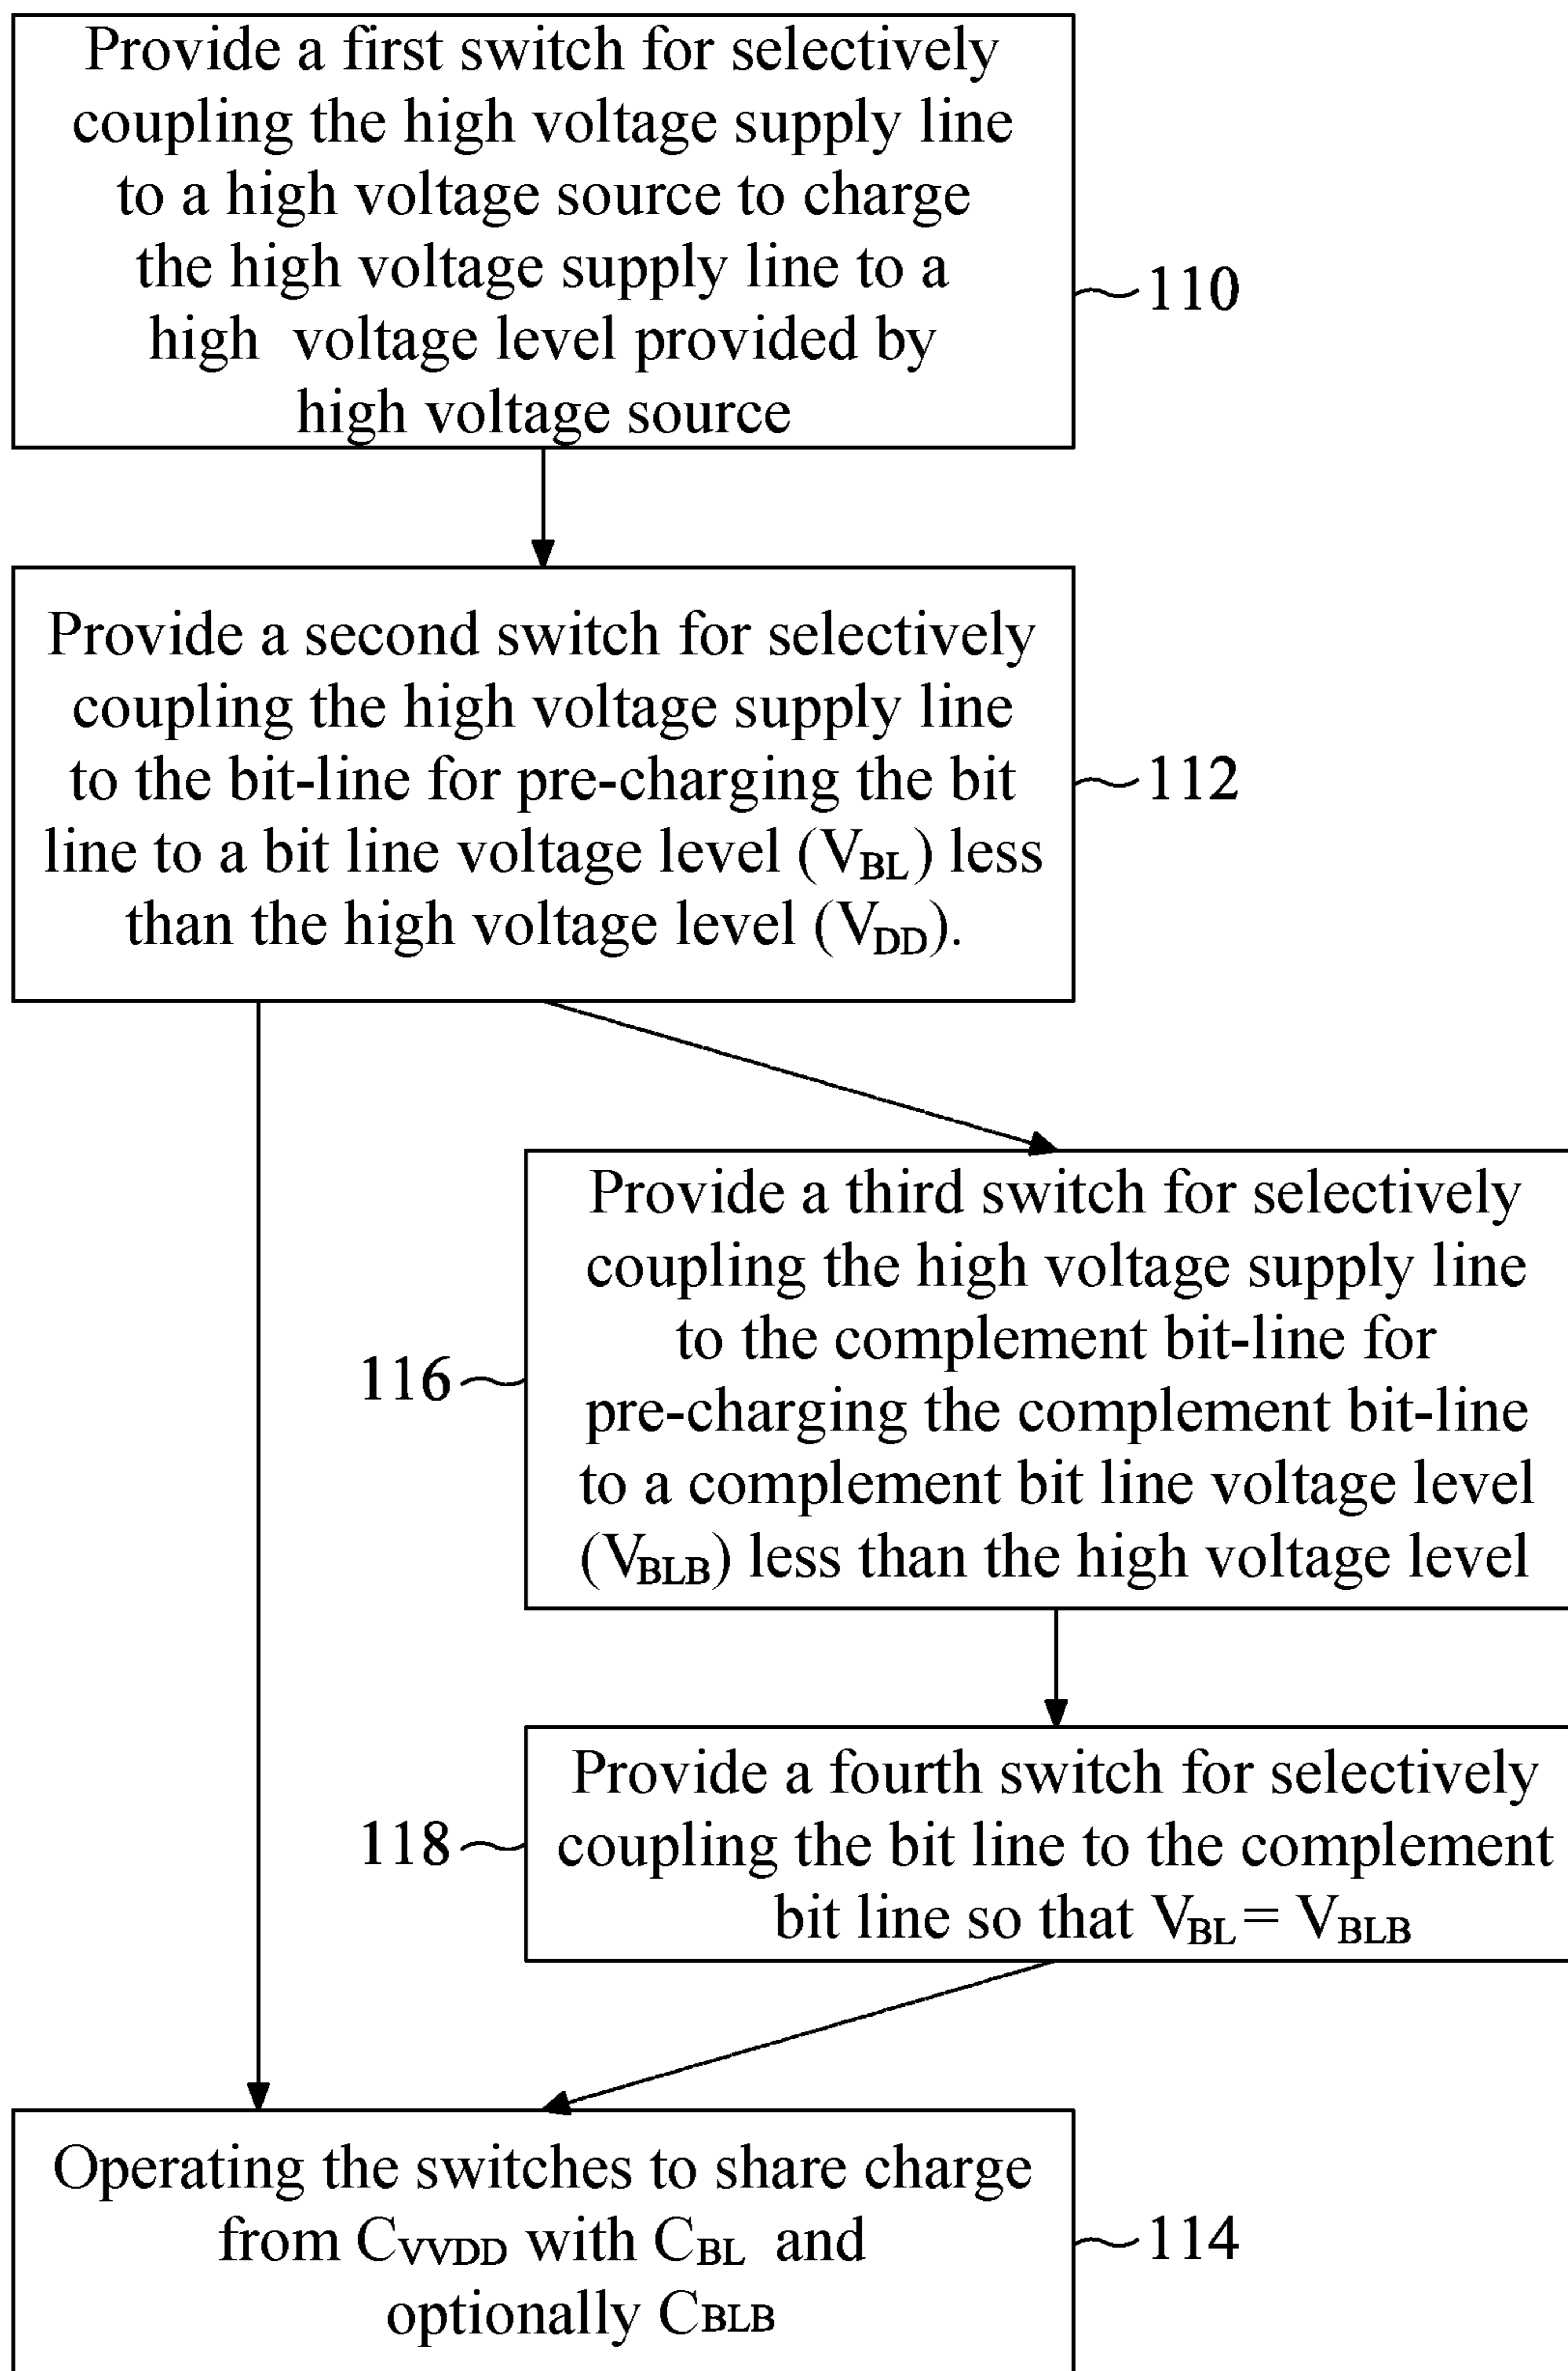 Provide a first switch for selectively
coupling the high voltage supply line
to a high voltage source to charge
the high voltage supply line to a
high voltage level provided by
high voltage source
110
Provide a second switch for selectively
coupling the high voltage supply line
to the bit-line for pre-charging the bit
line to a bit line voltage level (VBL) less
than the high voltage level (VDD).
112
Provide a third switch for selectively
coupling the high voltage supply line
to the complement bit-line for
pre-charging the complement bit-line
to a complement bit line voltage level
(VBLB) less than the high voltage level
116
Provide a fourth switch for selectively
coupling the bit line to the complement
bit line so that VBL = VBLB
118
Operating the switches to share charge
from CVVDD with CBL and
optionally CBLB
114